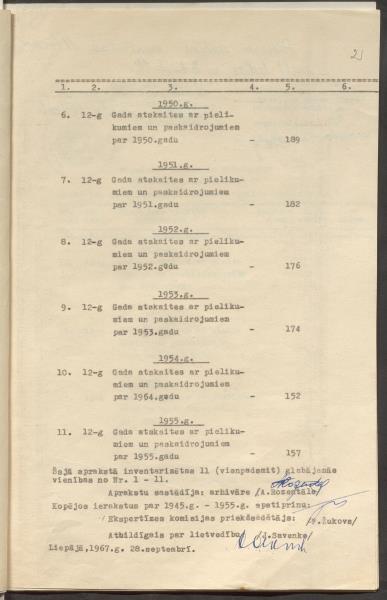 2)
1. 2. 3. 4. 5. 6.
1950.g.
6. 12-g Gada atskaites ar pieli-
kumiem un paskaidrojumiem
par 1950.gadu - 189
1951.g.
7. 12-g Gada atskaites ar pieliku-
miem un paskaidrojumiem
par 1951.gadu - 182
1952.g.
8. 12-g Gada atskaites ar pieliku-
miem un paskaidrojumiem
par 1952.gadu - 176
1953.g.
9. 12-g Gada atskaites ar pieliku-
miem un paskaidrojumiem
par 1953.gadu - 174
1954.g.
10. 12-g Gada atskaites ar pieliku-
miem un paskaidrojumiem
par 1964.gadu - 152
1955.g.
11. 12-g Gada atskaites ar pieliku-
miem un paskaidrojumiem
par 1955.gadu - 157
Šajā aprakstā inventarizētas 11 (vienpadsmit) glabājamās
vienības no Nr. 1 - 11.
Aprakstu sastādīja: arhivāre /A.Rozentāle/
Kopējos ierakstus par 1945.g. - 1955.g. apstiprinu:
Ekspertīzes komisijas priekšsēdētājs: Žukovs/
Atbildīgais par lietvedību /J.Savenko/
Liepājā, 1967.g. 28.septembrī.